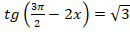 tg (3π/2 − 2x) = √3